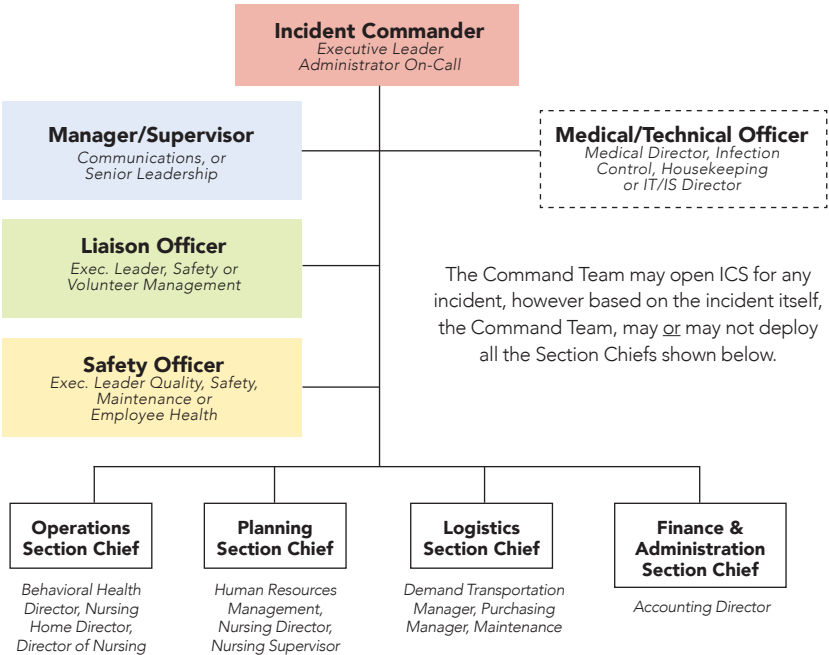 Incident Commander
Executive Leader
Administrator On-Call
Manager/Supervisor
Communications, or
Senior Leadership
Medical/Technical Officer
Medical Director, Infection
Control, Housekeeping
or IT/IS Director
Liaison Officer
Exec. Leader, Safety or
Volunteer Management
The Command Team may open ICS for any
incident, however based on the incident itself,
the Command Team, may or may not deploy
all the Section Chiefs shown below.
Safety Officer
Exec. Leader Quality, Safety,
Maintenance or
Employee Health
Operations
Section Chief
Behavioral Health
Director, Nursing
Home Director,
Director of Nursing
Planning
Section Chief
Human Resources
Management,
Nursing Director,
Nursing Supervisor
Logistics
Section Chief
Demand Transportation
Manager, Purchasing
Manager, Maintenance
Finance &
Administration
Section Chief
Accounting Director